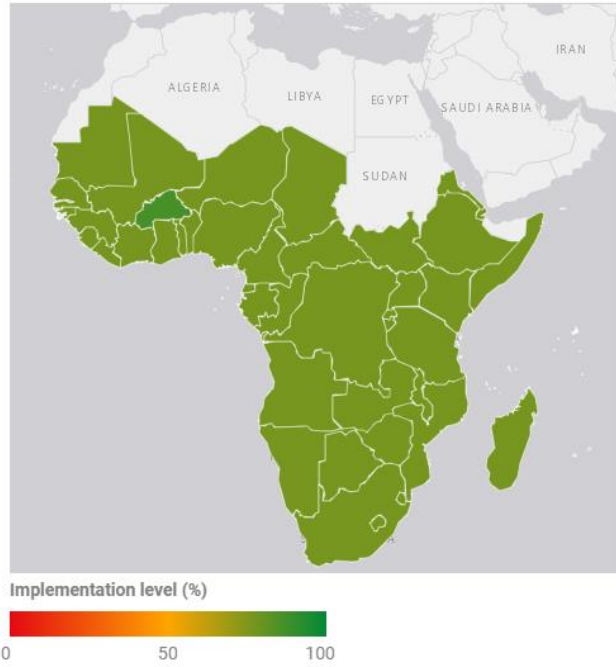 IRAN
ALGERIA
LIBYA
EGYPT
SAUDI ARABIA
SUDAN
Implementation level (%)
0 50 100